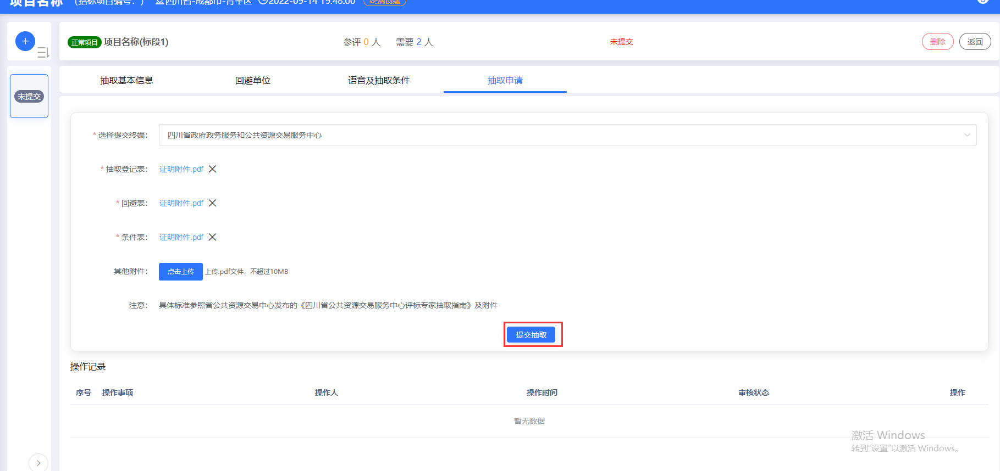 项目名称 (招标项目编号: ) 四川省-成都市-青羊区 2022-09-14 19:48:00 终端创建
正常项目 项目名称(标段1) 参评 0 人 需要 2 人 未提交 删除 返回
未提交
抽取基本信息 回避单位 语音及抽取条件 抽取申请
* 选择提交终端: 四川省政府政务服务和公共资源交易服务中心
* 抽取登记表: 证明附件.pdf
* 回避表: 证明附件.pdf
* 条件表: 证明附件.pdf
其他附件: 点击上传 上传.pdf文件，不超过10MB
注意: 具体标准参照省公共资源交易中心发布的《四川省公共资源交易服务中心评标专家抽取指南》及附件
提交抽取
操作记录
序号 操作事项 操作人 操作时间 审核状态 操作
暂无数据
激活 Windows
转到"设置"以激活 Windows。